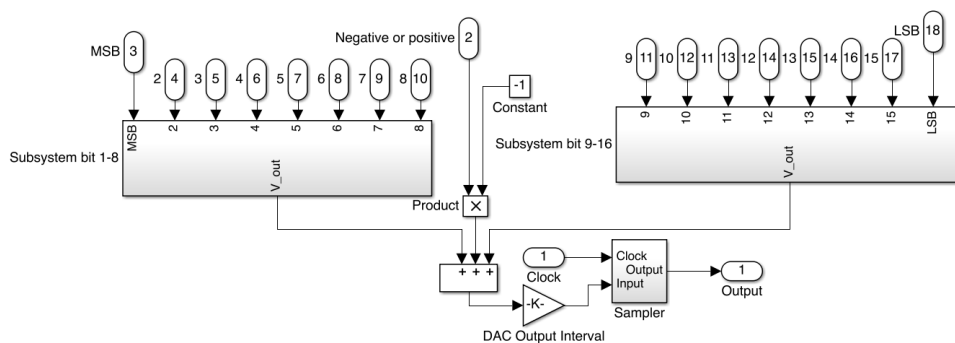 MSB 3
2 4 3 5 4 6 5 7 6 8 7 9 8 10
Negative or positive 2
-1
Constant
LSB 18
9 11 10 12 11 13 12 14 13 15 14 16 15 17
MSB 2 3 4 5 6 7 8
Subsystem bit 1-8
V_out
9 10 11 12 13 14 15 LSB
Subsystem bit 9-16
V_out
Product ×
+ + +
1
Clock
Clock
Output
Input
Sampler
1
Output
-K-
DAC Output Interval